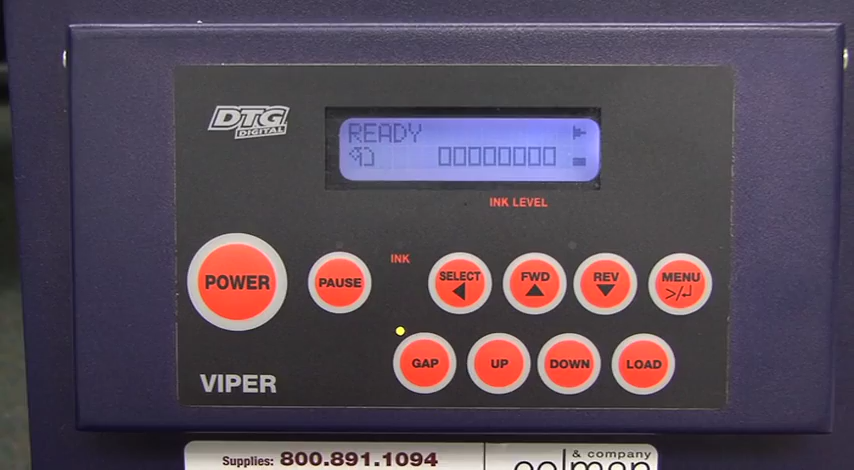 DTG
DIGITAL
READY
INK LEVEL
INK
POWER
PAUSE
SELECT
FWD
REV
MENU
>/↵
GAP
UP
DOWN
LOAD
VIPER
Supplies: 800.891.1094
& company